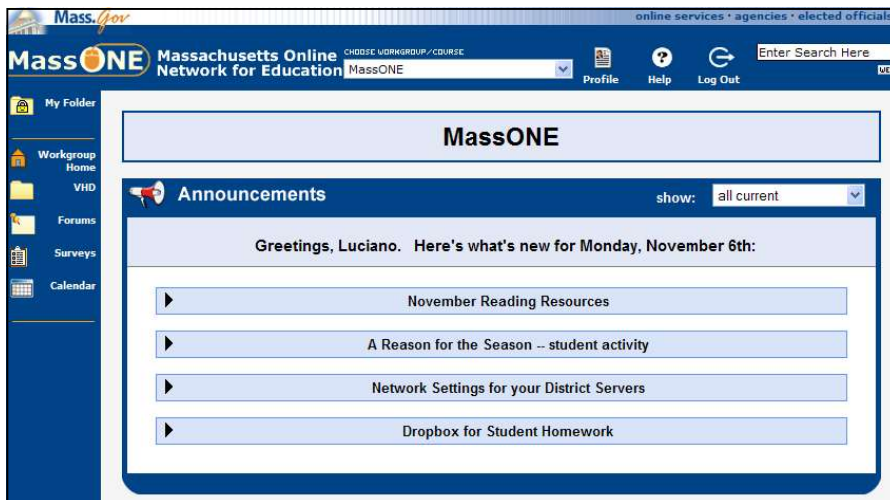 Mass.Gov
online services • agencies • elected officials
MassONE
Massachusetts Online
Network for Education
CHOOSE WORKGROUP/COURSE
MassONE
Profile
Help
Log Out
Enter Search Here
My Folder
Workgroup
Home
VHD
Forums
Surveys
Calendar
MassONE
Announcements
show:
all current
Greetings, Luciano. Here's what's new for Monday, November 6th:
November Reading Resources
A Reason for the Season -- student activity
Network Settings for your District Servers
Dropbox for Student Homework